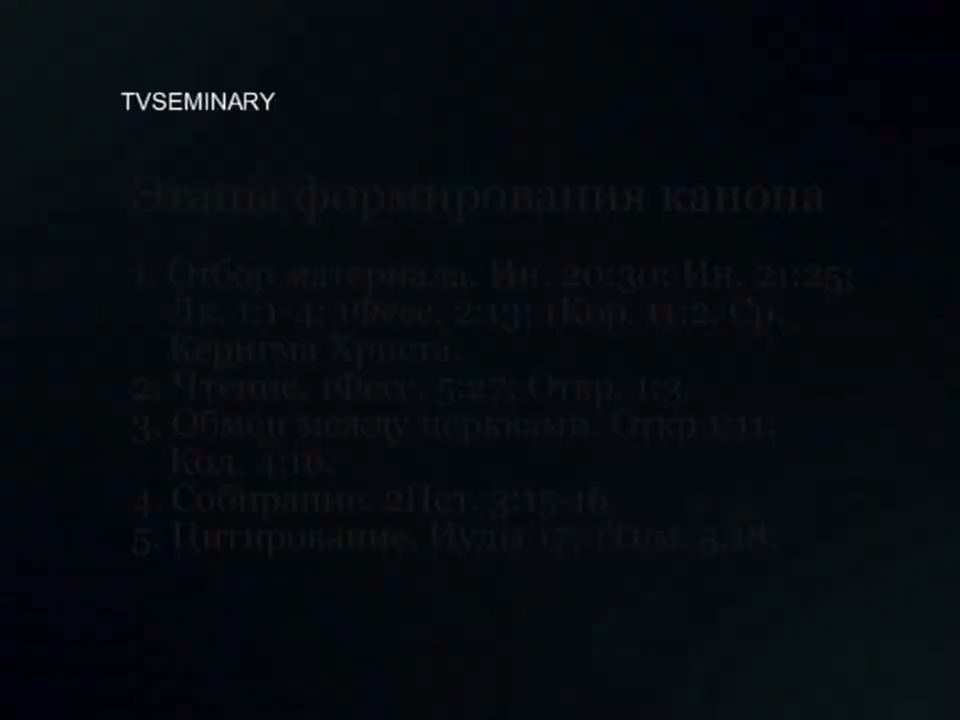 TVSEMINARY
Этапы формирования канона
1. Отбор материала. Ин. 20:30; Ин. 21:25;
Лк. 1:1-4; 1Фесс. 2:13; 1Кор. 11:2. Ср.
Керигма Христа.
2. Чтение. 1Фесс. 5:27; Откр. 1:3.
3. Обмен между церквами. Откр 1:11;
Кол. 4:16.
4. Собирание. 2Пет. 3:15-16
5. Цитирование. Иуды 17; 1Тим. 5:18.